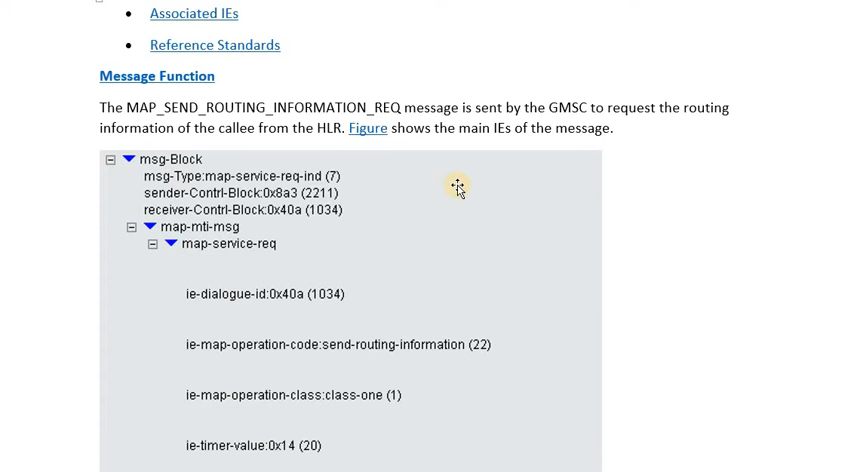 Associated IEs
Reference Standards
Message Function
The MAP_SEND_ROUTING_INFORMATION_REQ message is sent by the GMSC to request the routing
information of the callee from the HLR. Figure shows the main IEs of the message.
msg-Block
msg-Type:map-service-req-ind (7)
sender-Contrl-Block:0x8a3 (2211)
receiver-Contrl-Block:0x40a (1034)
map-mti-msg
map-service-req
ie-dialogue-id:0x40a (1034)
ie-map-operation-code:send-routing-information (22)
ie-map-operation-class:class-one (1)
ie-timer-value:0x14 (20)